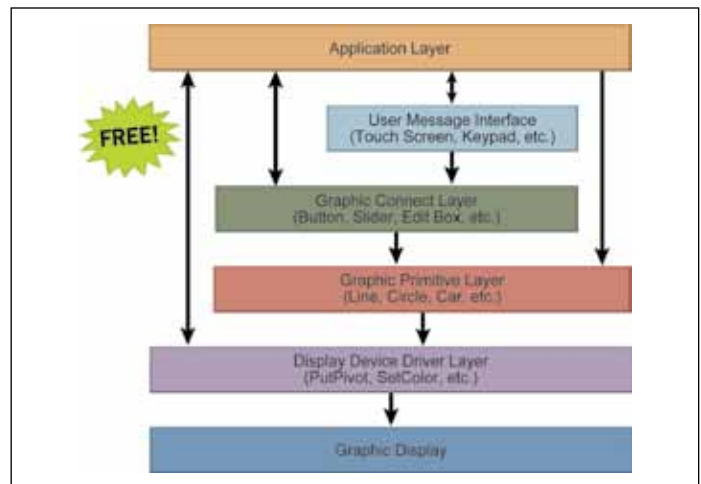 Application Layer
FREE!
User Message Interface
(Touch Screen, Keypad, etc.)
Graphic Connect Layer
(Button, Slider, Edit Box, etc.)
Graphic Primitive Layer
(Line, Circle, Car, etc.)
Display Device Driver Layer
(PutPivot, SetColor, etc.)
Graphic Display